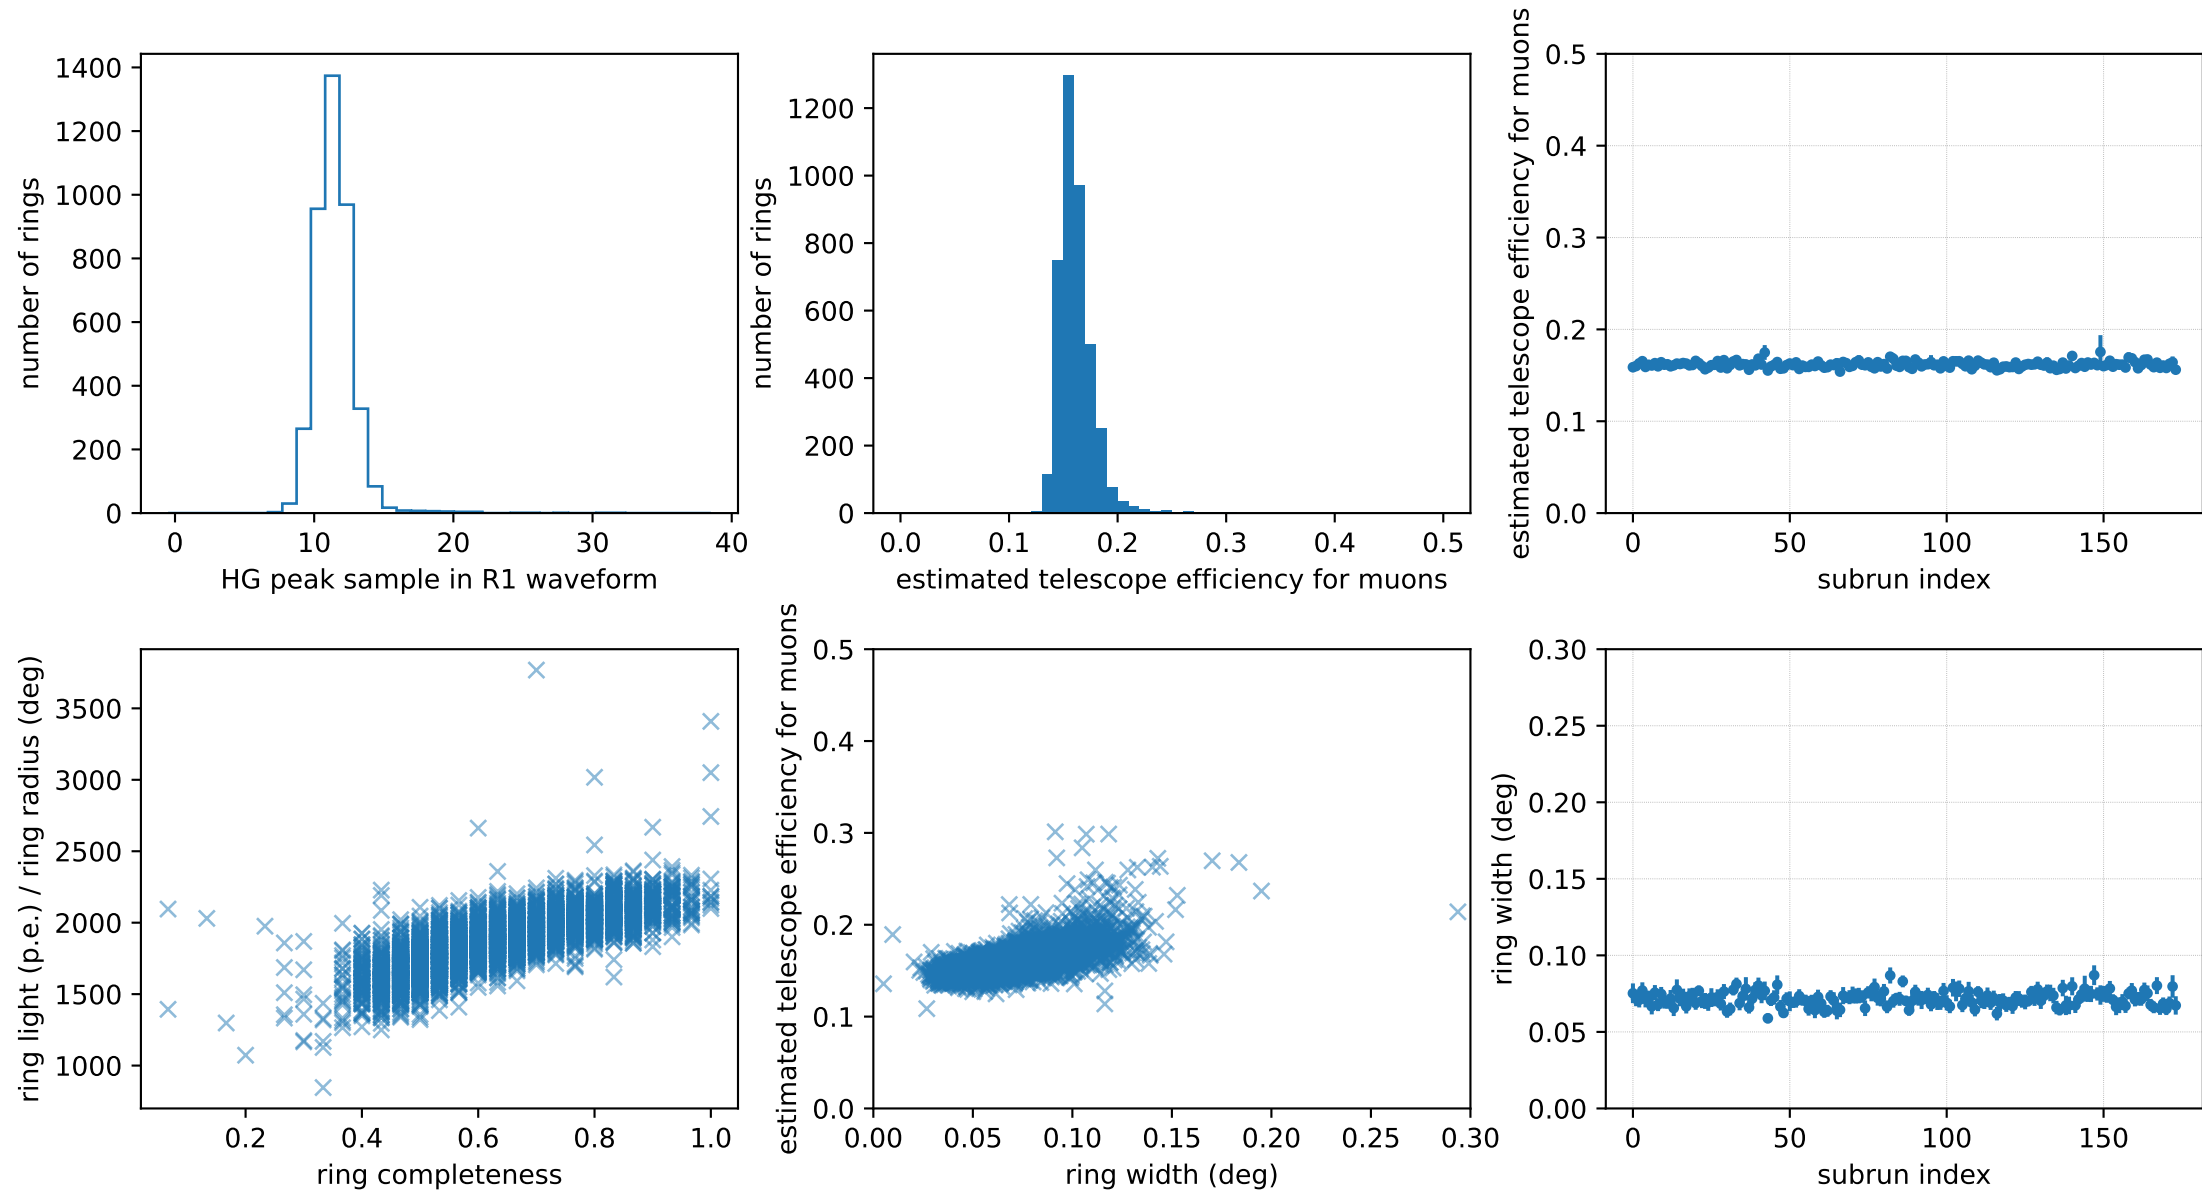 number of rings
1400
1200
1000
800
600
400
200
0
0 10 20 30 40
HG peak sample in R1 waveform
number of rings
1200
1000
800
600
400
200
0
0.0 0.1 0.2 0.3 0.4 0.5
estimated telescope efficiency for muons
estimated telescope efficiency for muons
0.5
0.4
0.3
0.2
0.1
0.0
0 50 100 150
subrun index
ring light (p.e.) / ring radius (deg)
3500
3000
2500
2000
1500
1000
0.2 0.4 0.6 0.8 1.0
ring completeness
estimated telescope efficiency for muons
0.5
0.4
0.3
0.2
0.1
0.0
0.00 0.05 0.10 0.15 0.20 0.25 0.30
ring width (deg)
ring width (deg)
0.30
0.25
0.20
0.15
0.10
0.05
0.00
0 50 100 150
subrun index